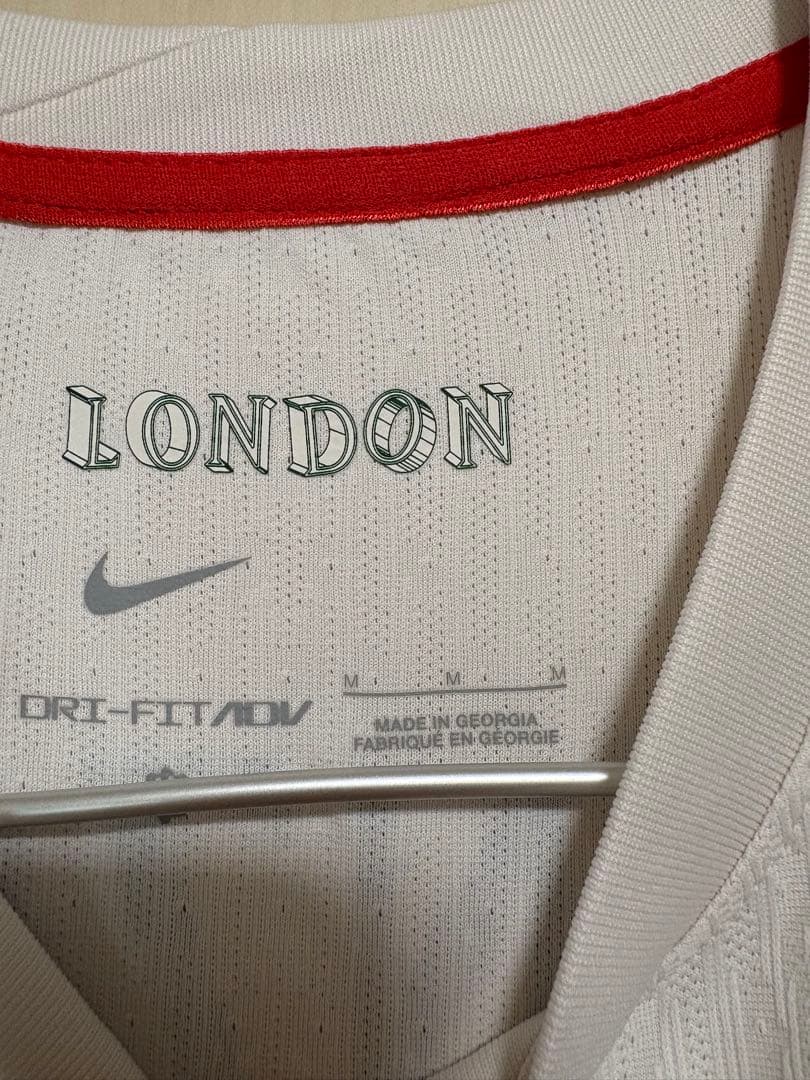 LONDON
M M M
DRI-FIT ADV
MADE IN GEORGIA
FABRIQUÉ EN GÉORGIE